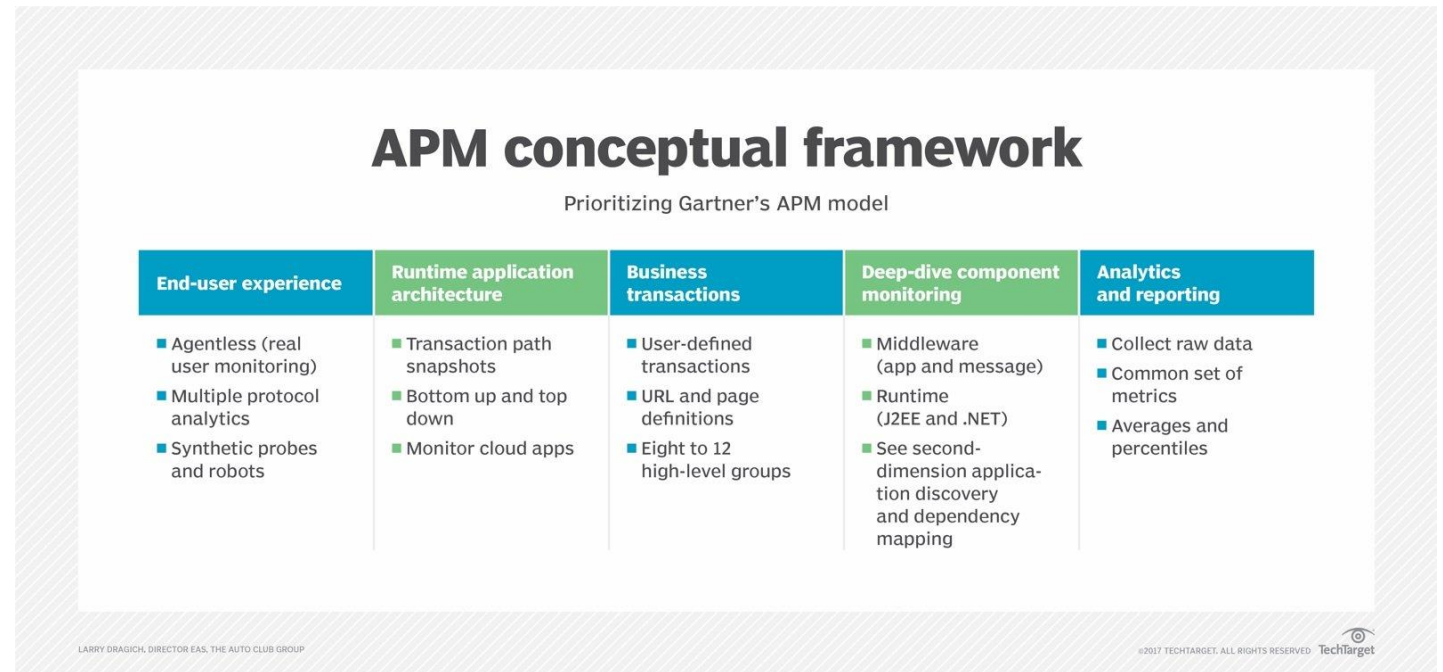 APM conceptual framework
Prioritizing Gartner's APM model
End-user experience
Agentless (real
user monitoring)
Multiple protocol
analytics
Synthetic probes
and robots
Runtime application
architecture
Transaction path
snapshots
Bottom up and top
down
Monitor cloud apps
Business
transactions
User-defined
transactions
URL and page
definitions
Eight to 12
high-level groups
Deep-dive component
monitoring
Middleware
(app and message)
Runtime
(J2EE and .NET)
See second-
dimension applica-
tion discovery
and dependency
mapping
Analytics
and reporting
Collect raw data
Common set of
metrics
Averages and
percentiles
LARRY DRAGICH, DIRECTOR EAS, THE AUTO CLUB GROUP
©2017 TECHTARGET. ALL RIGHTS RESERVED TechTarget